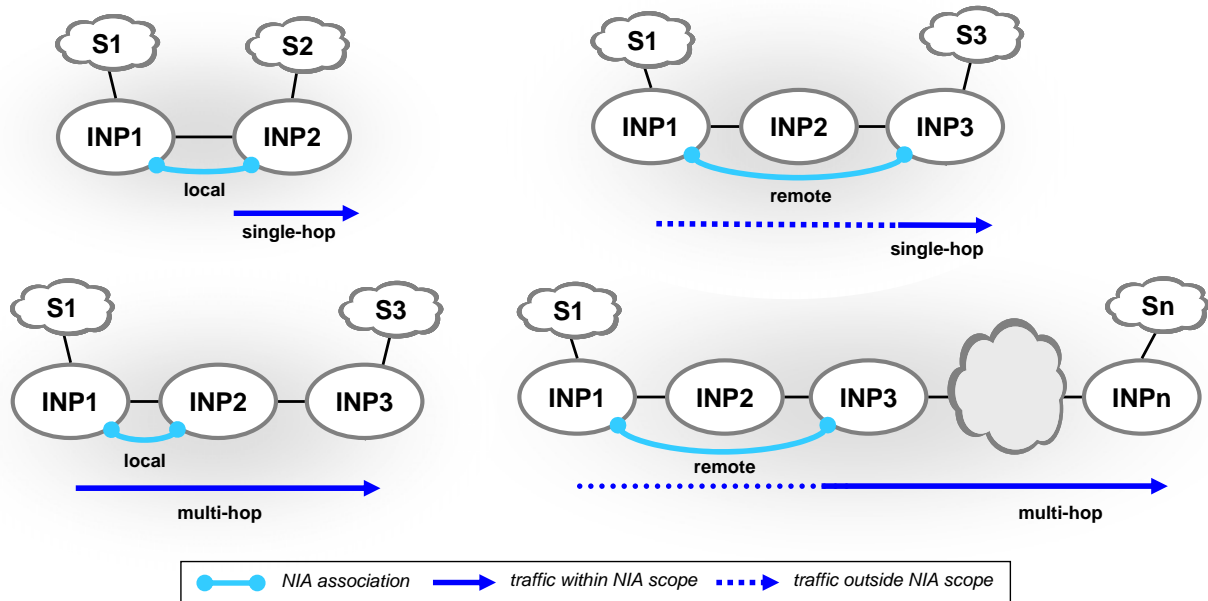 S1
S2
INP1
INP2
local
single-hop
S1
S3
INP1
INP2
INP3
remote
single-hop
S1
S3
INP1
INP2
INP3
local
multi-hop
S1
Sn
INP1
INP2
INP3
INPn
remote
multi-hop
NIA association
traffic within NIA scope
traffic outside NIA scope